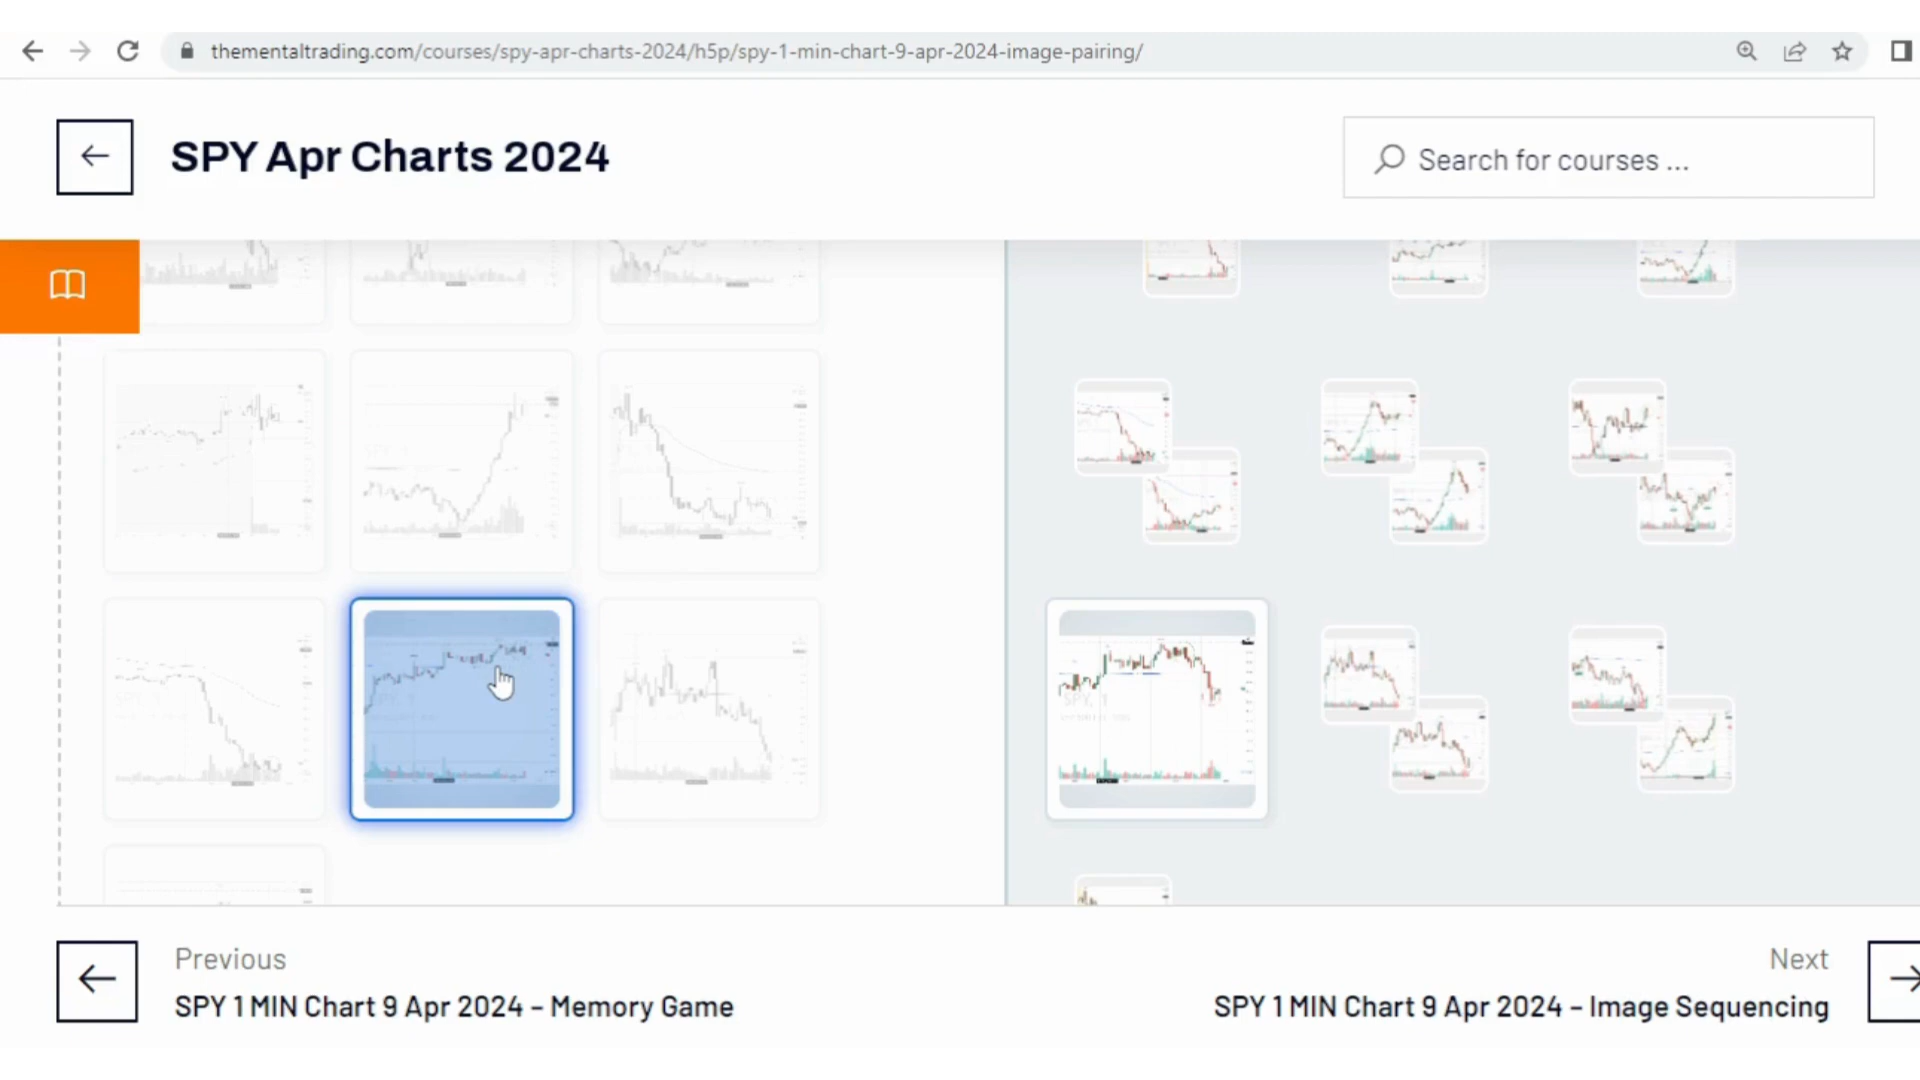 thementaltrading.com/courses/spy-apr-charts-2024/h5p/spy-1-min-chart-9-apr-2024-image-pairing/
SPY Apr Charts 2024
Search for courses ...
Previous
SPY 1 MIN Chart 9 Apr 2024 – Memory Game
Next
SPY 1 MIN Chart 9 Apr 2024 – Image Sequencing